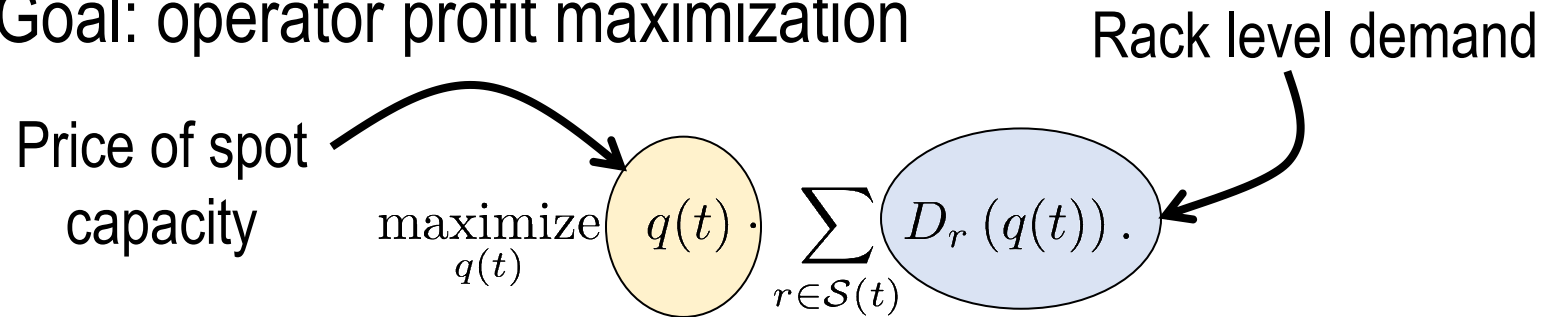 Goal: operator profit maximization
Rack level demand
Price of spot
capacity
maximize q(t) · ∑ D_r (q(t)) .
q(t) r∈𝒮(t)